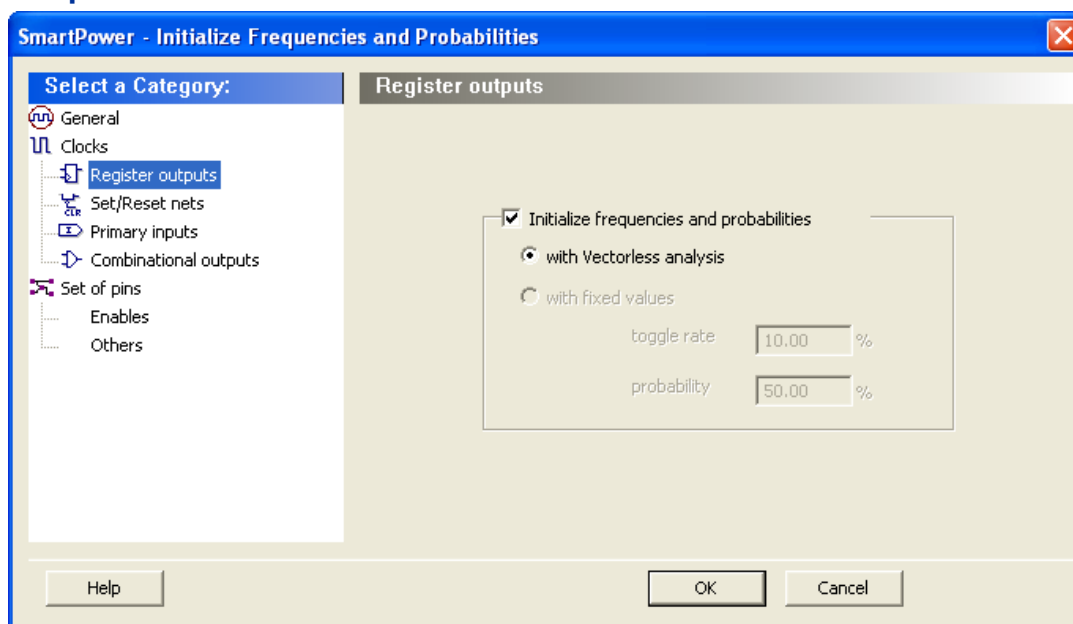 SmartPower - Initialize Frequencies and Probabilities
Select a Category:
General
Clocks
Register outputs
CLR
Set/Reset nets
Primary inputs
Combinational outputs
Set of pins
Enables
Others
Register outputs
Initialize frequencies and probabilities
with Vectorless analysis
with fixed values
toggle rate 10.00 %
probability 50.00 %
Help
OK
Cancel